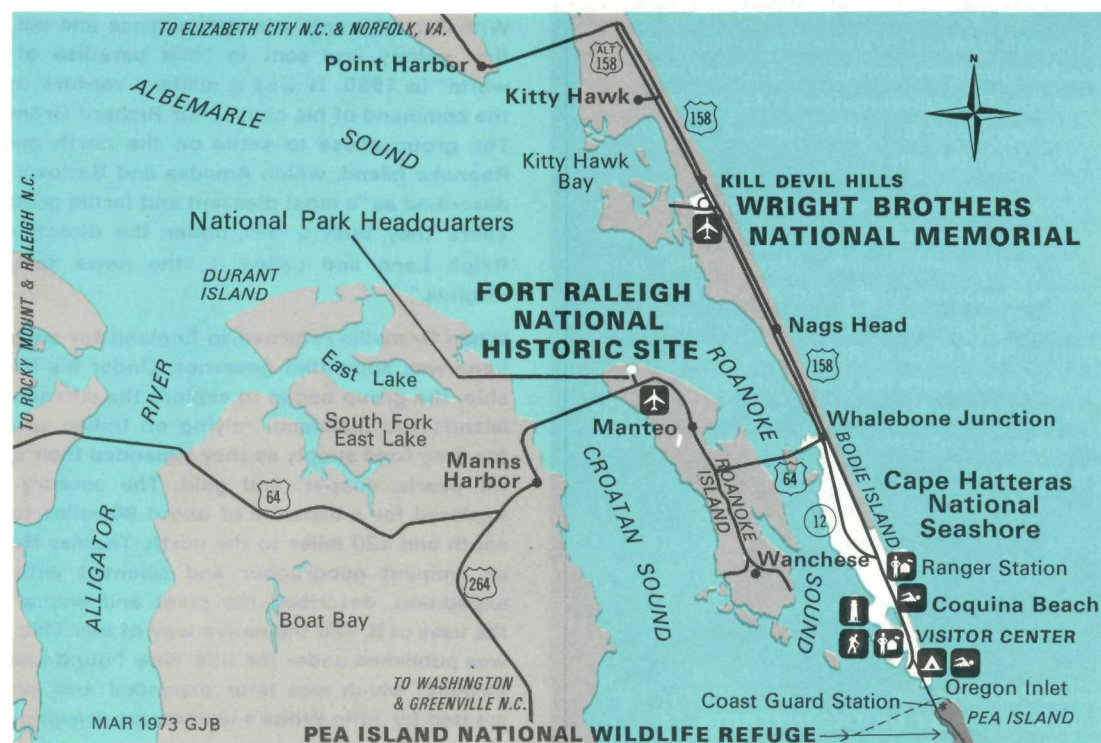 TO ELIZABETH CITY N.C. & NORFOLK, VA.
Point Harbor
ALT
158
ALBEMARLE
SOUND
Kitty Hawk
158
N
Kitty Hawk
Bay
KILL DEVIL HILLS
WRIGHT BROTHERS
NATIONAL MEMORIAL
TO ROCKY MOUNT & RALEIGH N.C.
National Park Headquarters
DURANT
ISLAND
FORT RALEIGH
NATIONAL
HISTORIC SITE
Nags Head
158
East Lake
South Fork
East Lake
ALLIGATOR RIVER
64
Manns
Harbor
264
Manteo
ROANOKE SOUND
ROANOKE
ISLAND
CROATAN SOUND
64
Whalebone Junction
BODIE ISLAND
12
Cape Hatteras
National
Seashore
Wanchese
Ranger Station
Coquina Beach
VISITOR CENTER
Boat Bay
Oregon Inlet
TO WASHINGTON
& GREENVILLE N.C.
Coast Guard Station
PEA ISLAND
MAR 1973 GJB
PEA ISLAND NATIONAL WILDLIFE REFUGE